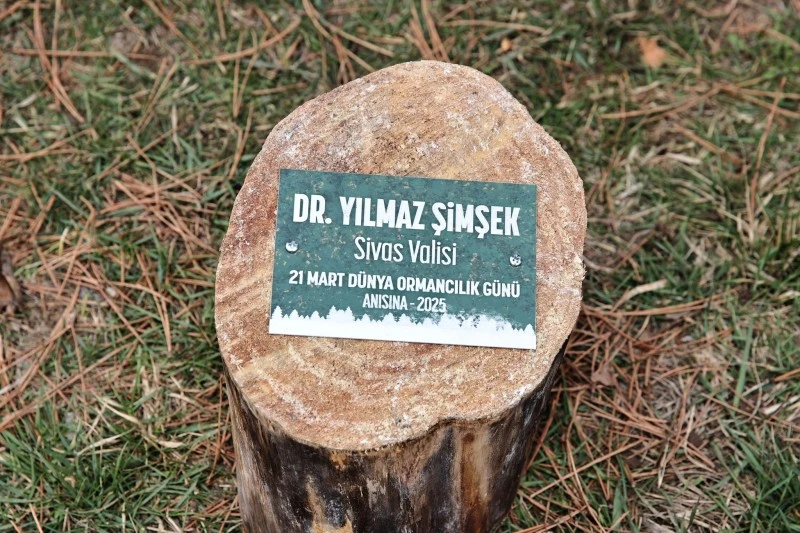 DR. YILMAZ ŞİMŞEK
Sivas Valisi
21 MART DÜNYA ORMANCILIK GÜNÜ
ANISINA - 2025